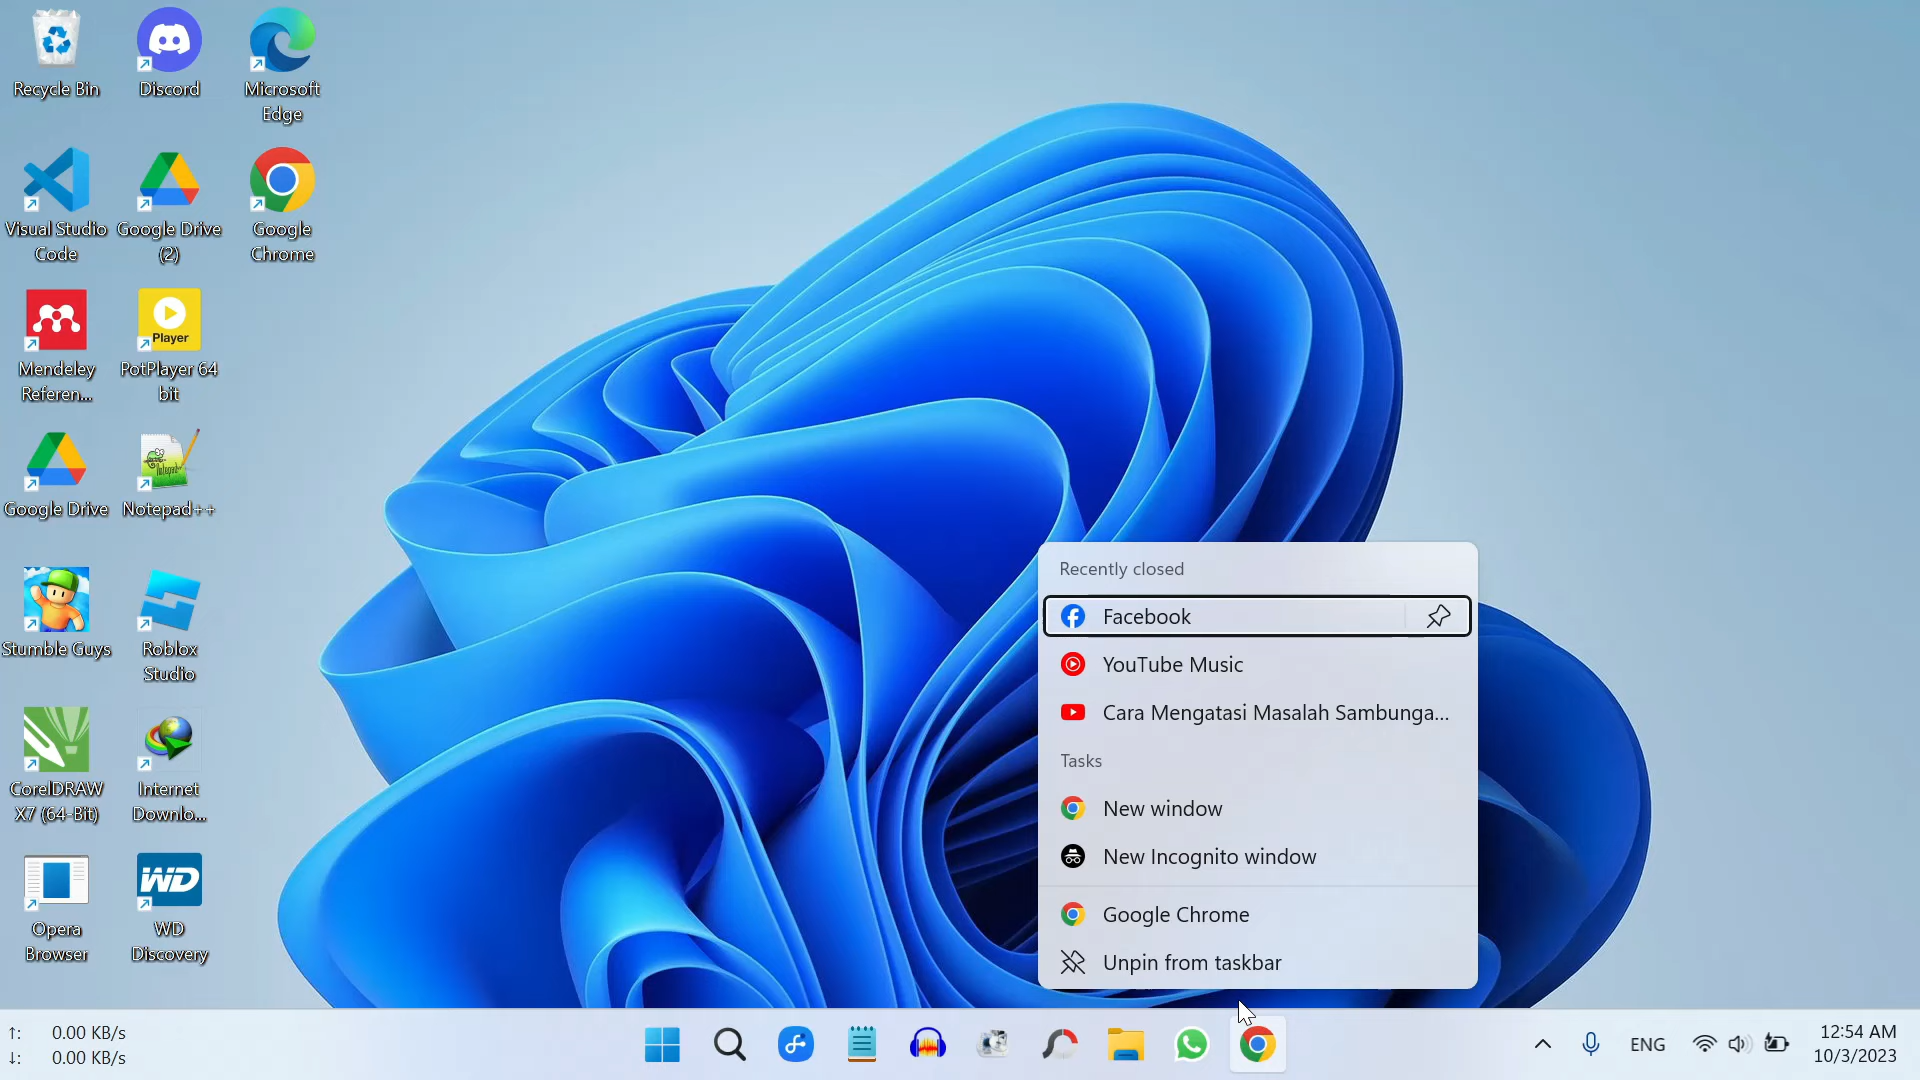 Recycle Bin
Discord
Microsoft
Edge
Visual Studio
Code
Google Drive
(2)
Google
Chrome
Mendeley
Referen...
Player
PotPlayer 64
bit
Google Drive
Notepad++
Stumble Guys
Roblox
Studio
CorelDRAW
X7 (64-Bit)
Internet
Downlo...
Opera
Browser
WD
WD
Discovery
Recently closed
Facebook
YouTube Music
Cara Mengatasi Masalah Sambunga...
Tasks
New window
New Incognito window
Google Chrome
Unpin from taskbar
↑: 0.00 KB/s
↓: 0.00 KB/s
ENG
12:54 AM
10/3/2023